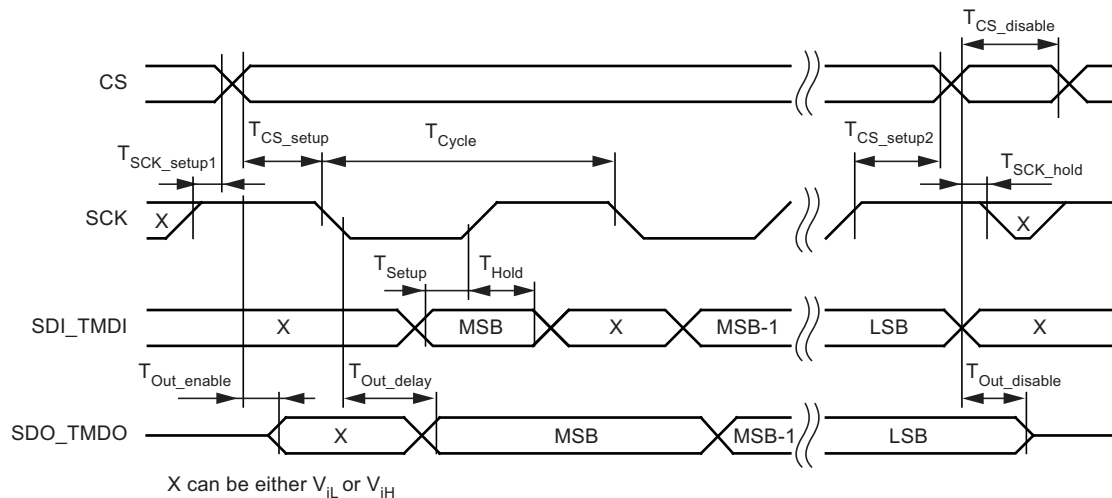 T_CS_disable
CS
T_CS_setup
T_Cycle
T_CS_setup2
T_SCK_setup1
T_SCK_hold
SCK
X
X
T_Setup
T_Hold
SDI_TMDI
X
MSB
X
MSB-1
LSB
X
T_Out_enable
T_Out_delay
T_Out_disable
SDO_TMDO
X
MSB
MSB-1
LSB
X can be either V_iL or V_iH